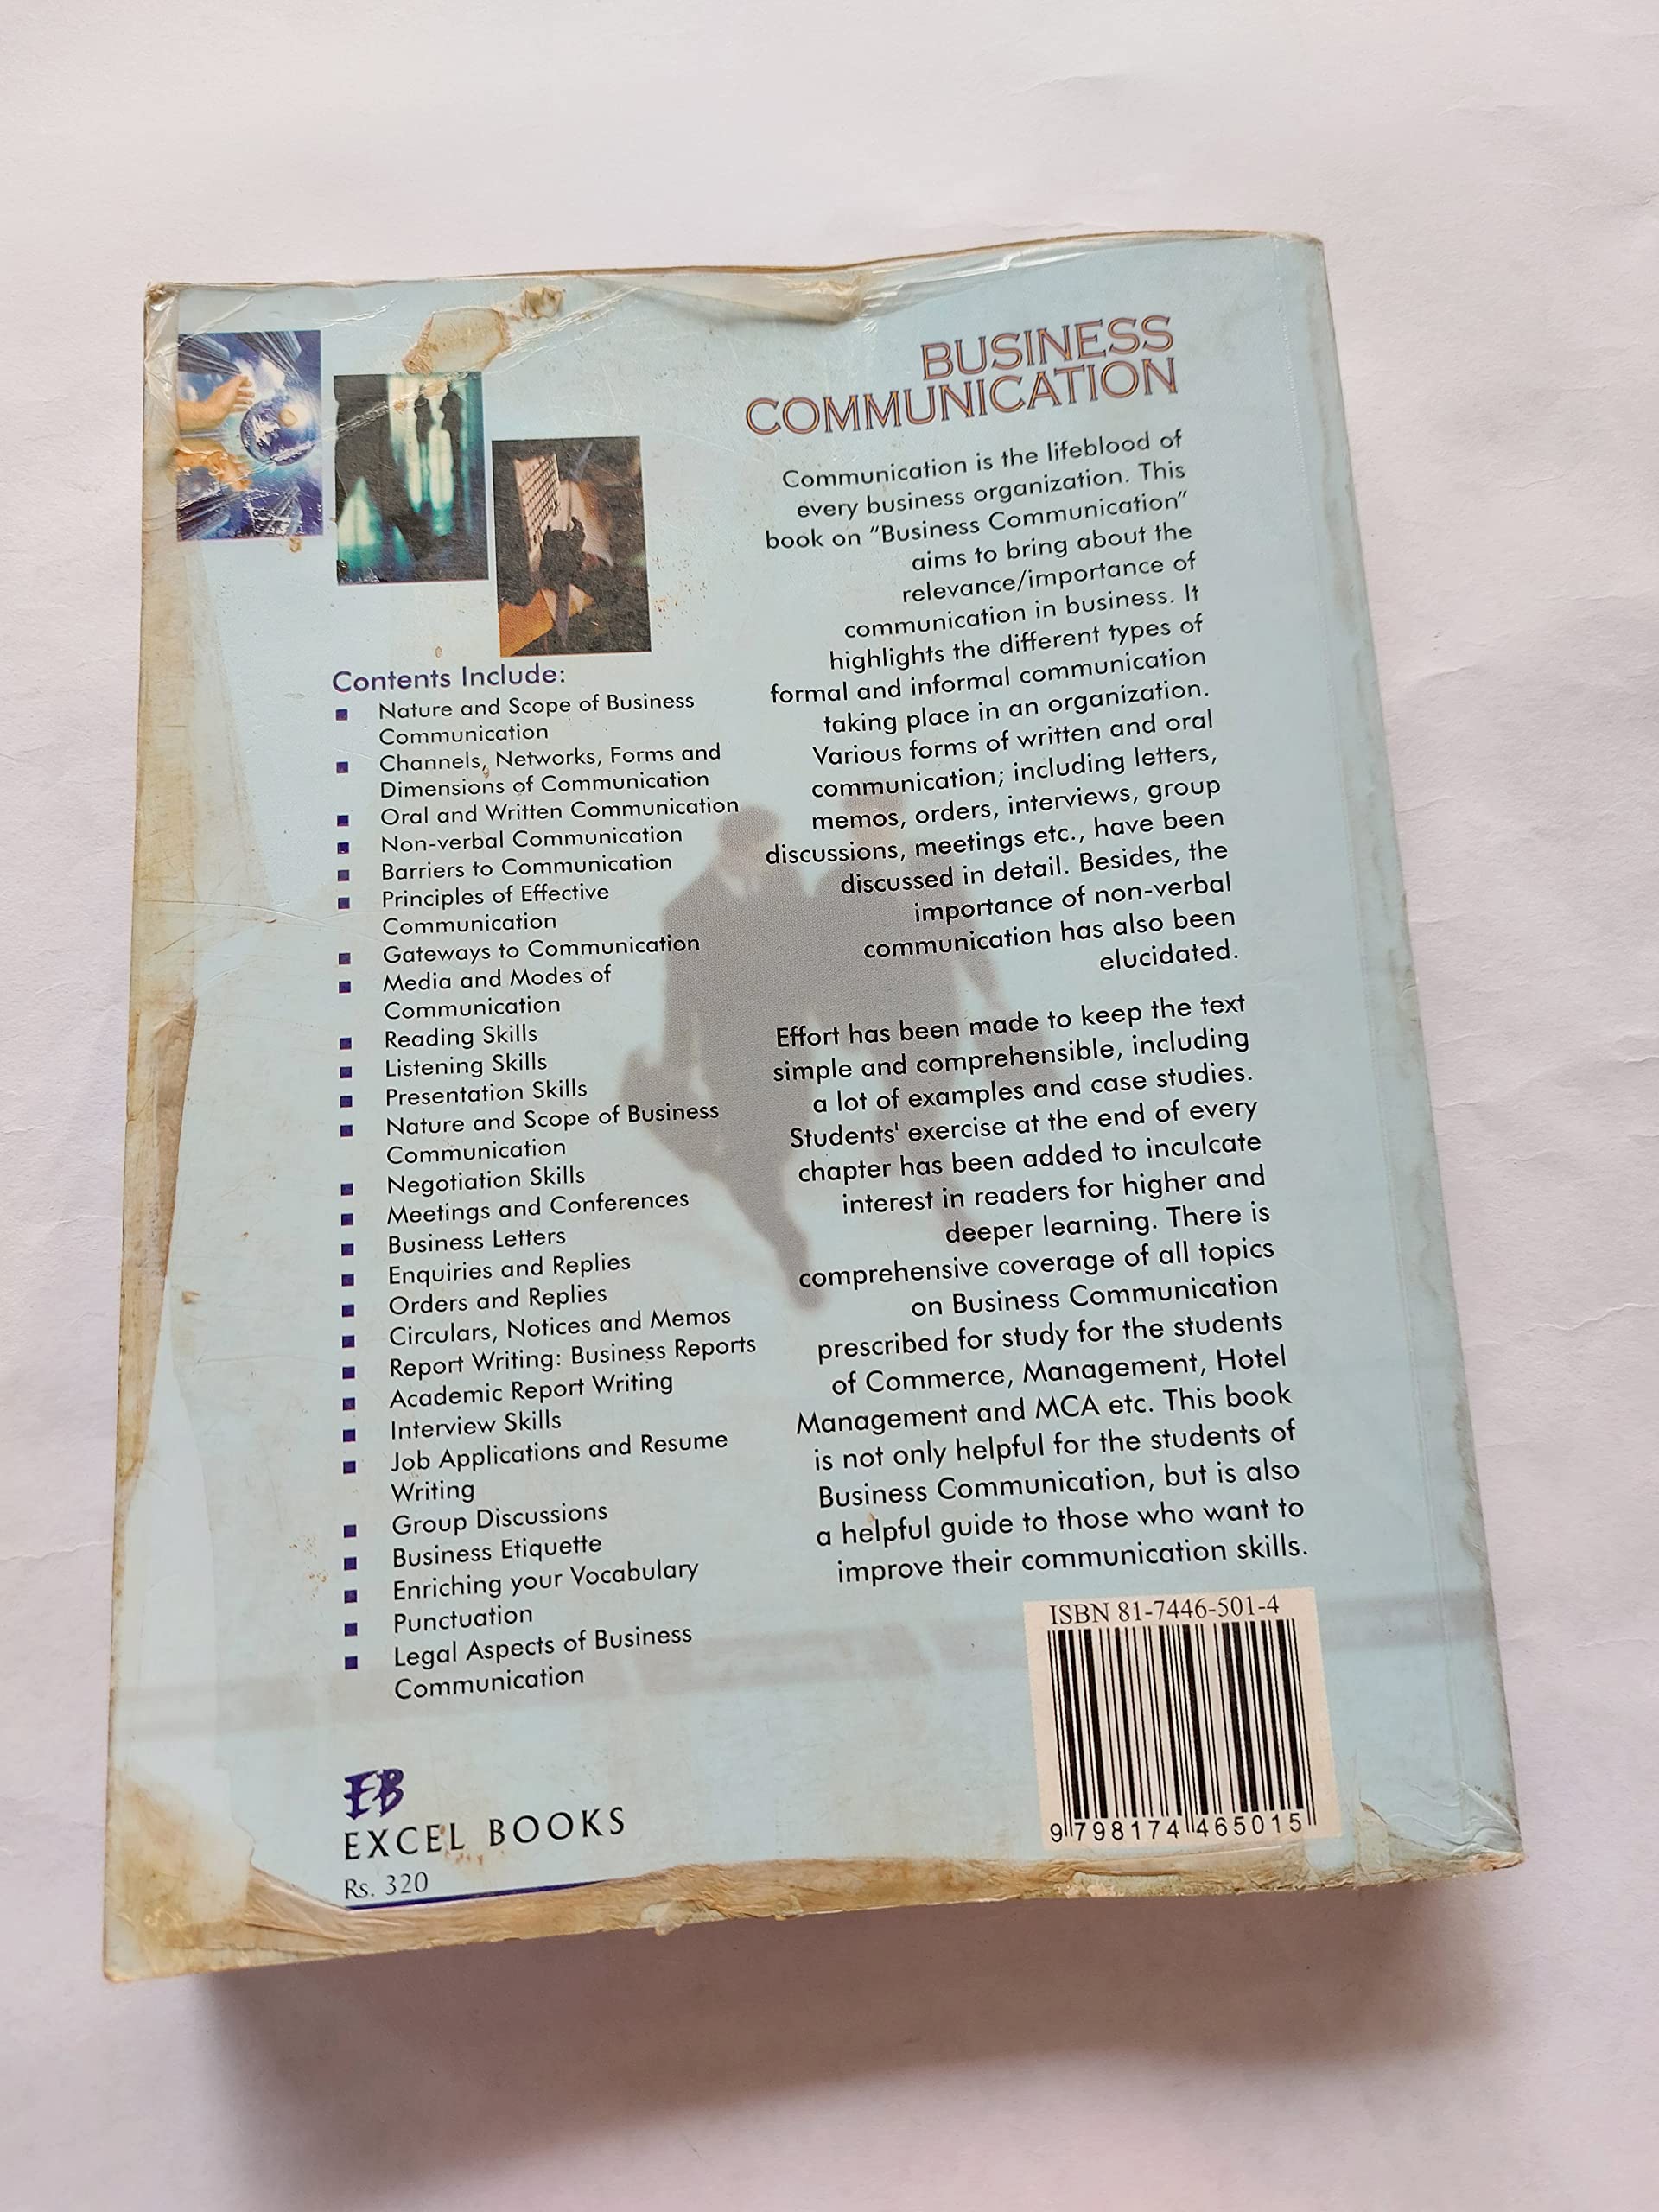 BUSINESS
COMMUNICATION
Communication is the lifeblood of
every business organization. This
book on "Business Communication"
aims to bring about the
relevance/importance of
communication in business. It
highlights the different types of
formal and informal communication
taking place in an organization.
Various forms of written and oral
communication; including letters,
memos, orders, interviews, group
discussions, meetings etc., have been
discussed in detail. Besides, the
importance of non-verbal
communication has also been
elucidated.
Effort has been made to keep the text
simple and comprehensible, including
a lot of examples and case studies.
Students' exercise at the end of every
chapter has been added to inculcate
interest in readers for higher and
deeper learning. There is
comprehensive coverage of all topics
on Business Communication
prescribed for study for the students
of Commerce, Management, Hotel
Management and MCA etc. This book
is not only helpful for the students of
Business Communication, but is also
a helpful guide to those who want to
improve their communication skills.
Contents Include:
Nature and Scope of Business
Communication
Channels, Networks, Forms and
Dimensions of Communication
Oral and Written Communication
Non-verbal Communication
Barriers to Communication
Principles of Effective
Communication
Gateways to Communication
Media and Modes of
Communication
Reading Skills
Listening Skills
Presentation Skills
Nature and Scope of Business
Communication
Negotiation Skills
Meetings and Conferences
Business Letters
Enquiries and Replies
Orders and Replies
Circulars, Notices and Memos
Report Writing: Business Reports
Academic Report Writing
Interview Skills
Job Applications and Resume
Writing
Group Discussions
Business Etiquette
Enriching your Vocabulary
Punctuation
Legal Aspects of Business
Communication
EB
EXCEL BOOKS
Rs. 320
ISBN 81-7446-501-4
9 798174 465015